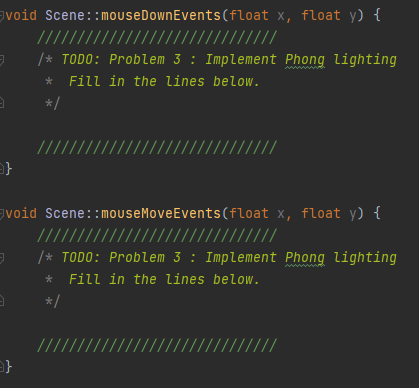 void Scene::mouseDownEvents(float x, float y) {
//////////////////////////////
/* TODO: Problem 3 : Implement Phong lighting
* Fill in the lines below.
*/
//////////////////////////////
}
void Scene::mouseMoveEvents(float x, float y) {
//////////////////////////////
/* TODO: Problem 3 : Implement Phong lighting
* Fill in the lines below.
*/
//////////////////////////////
}